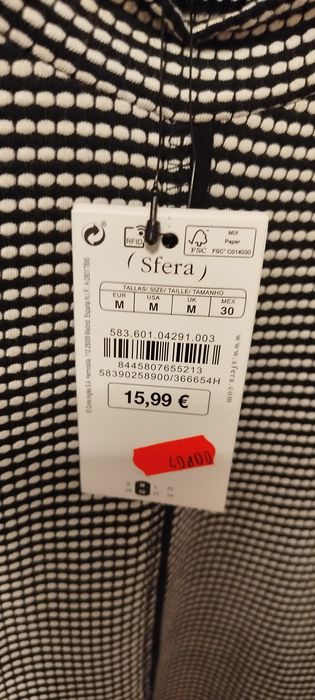 RFID
FSC
MIX
Paper
FSC® C014030
( Sfera )
TALLAS/ SIZE/ TAILLE/ TAMANHO
EUR USA UK MEX
M M M 30
583.601.04291.003
8445807655213
58390258900/366654H
15,99 €
www.sfera.com
M